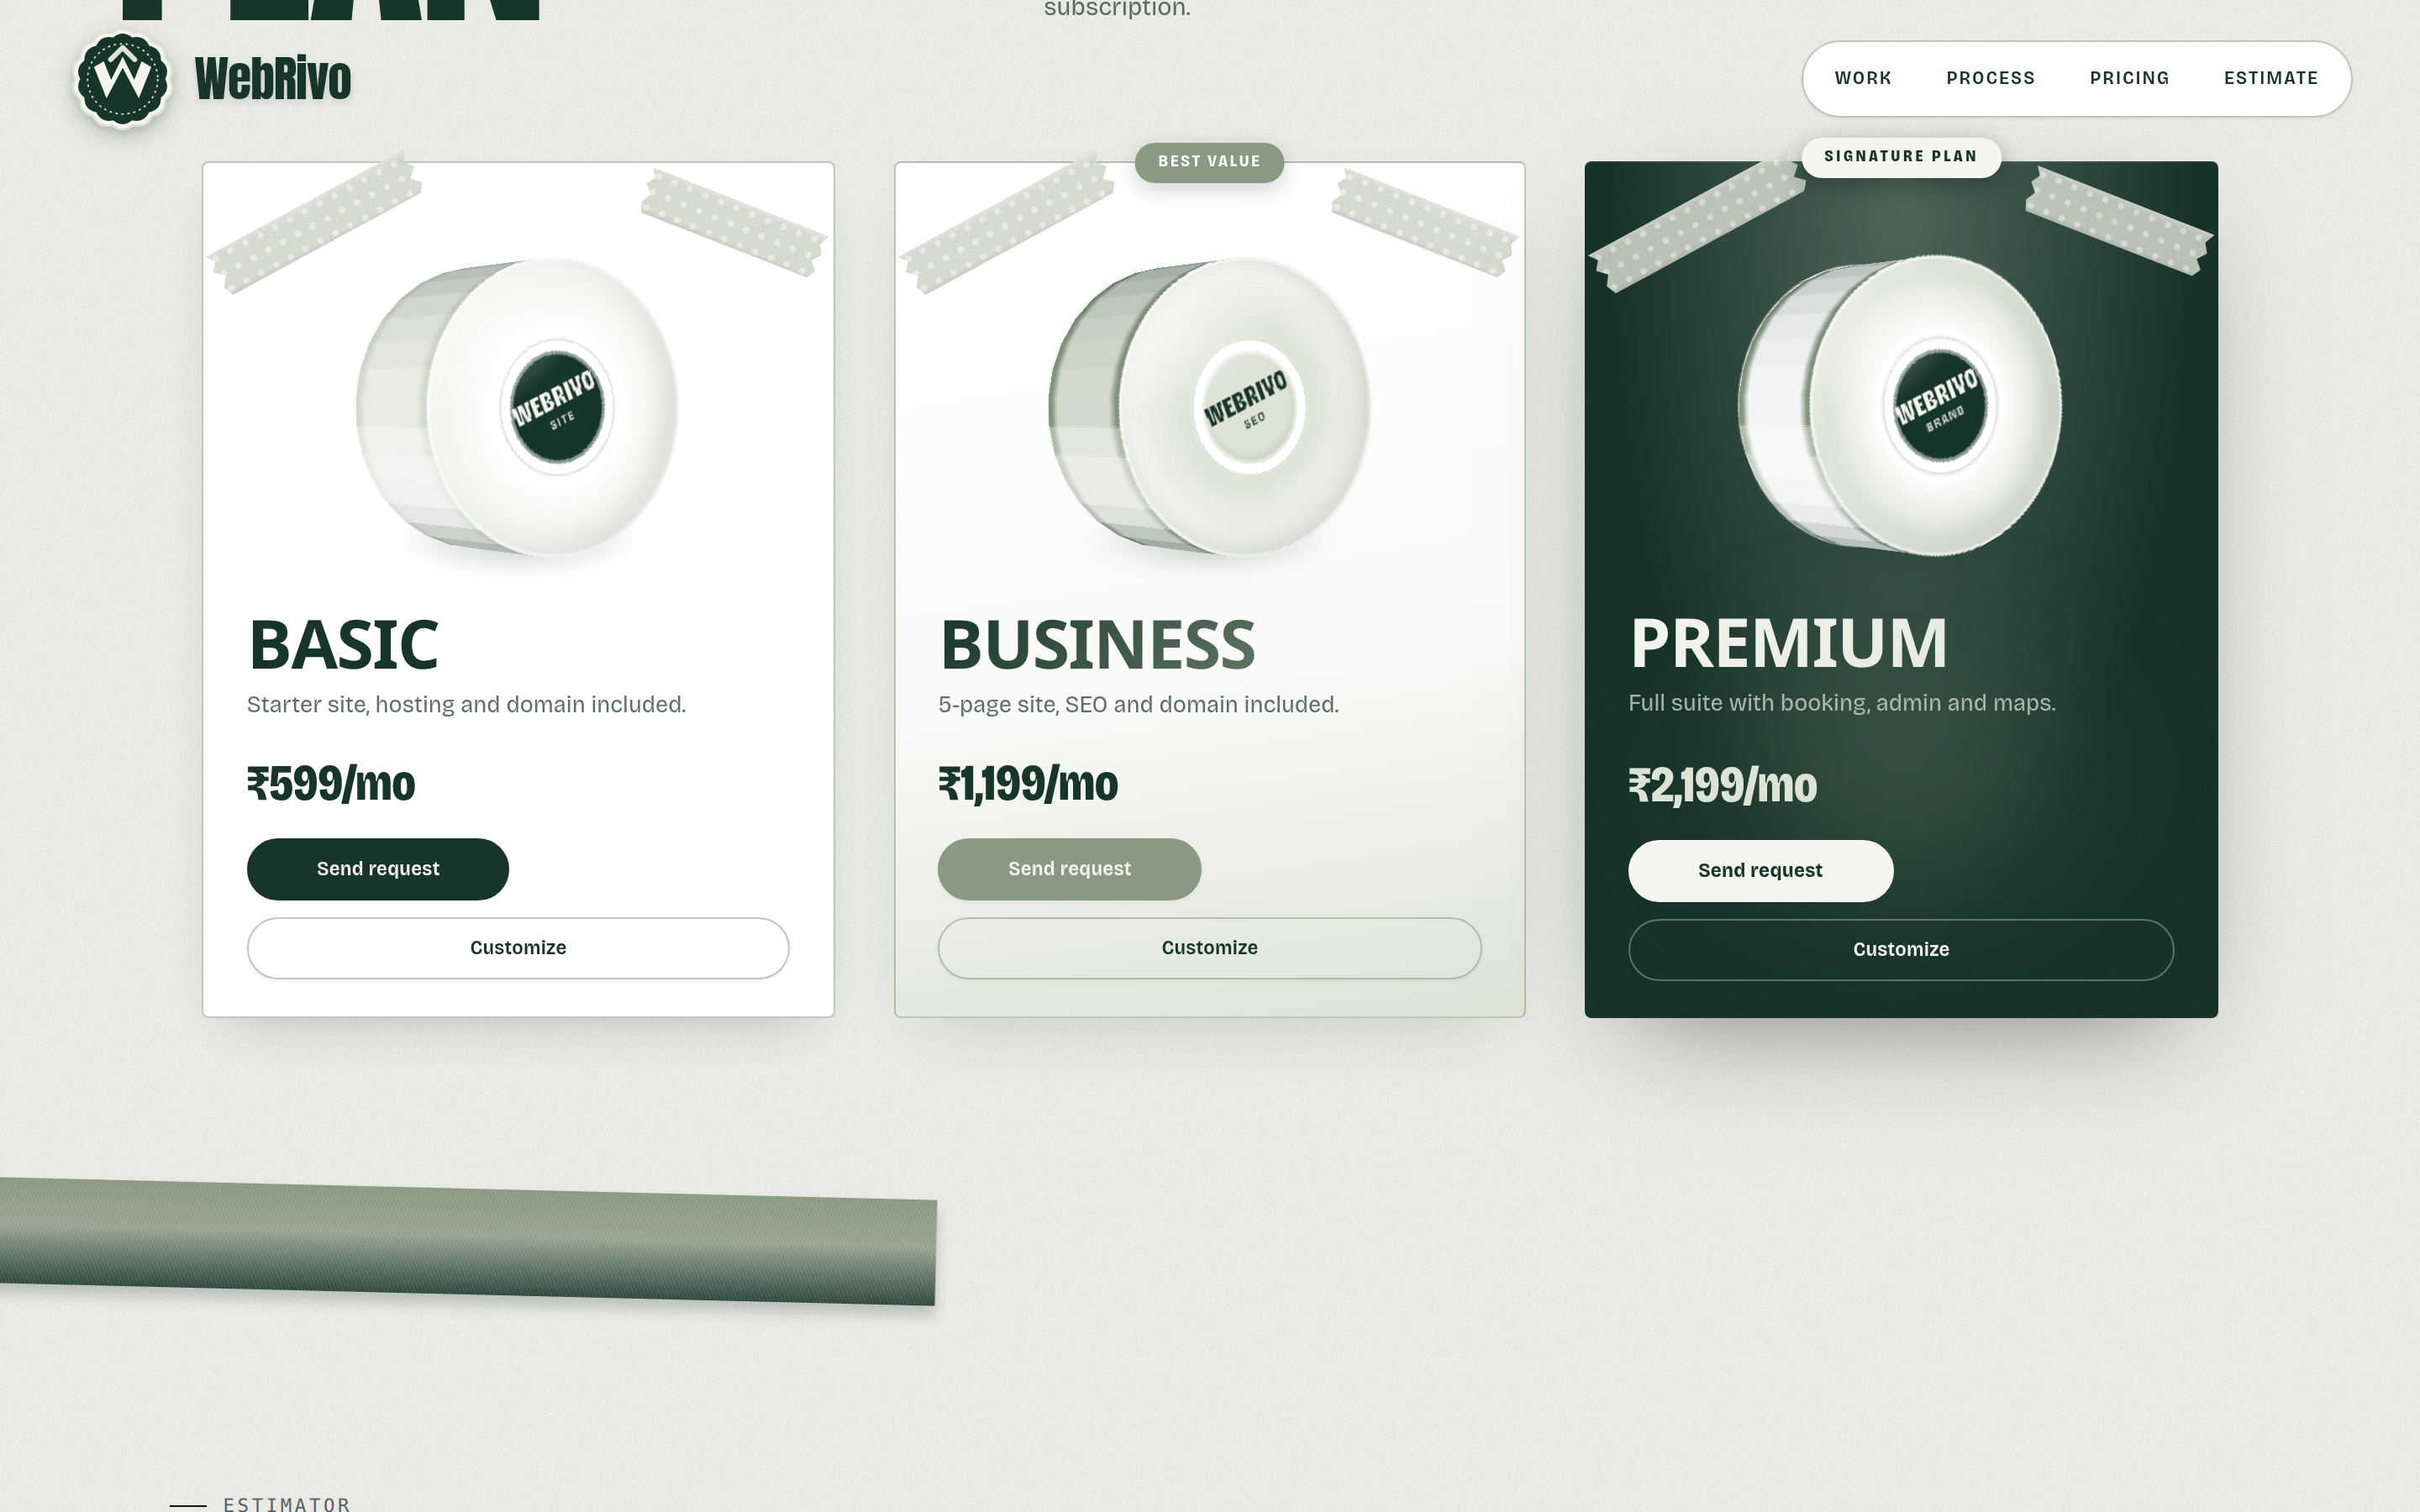 PLAN
subscription.
WebRivo
WORK PROCESS PRICING ESTIMATE
BEST VALUE
SIGNATURE PLAN
WEBRIVO
SITE
WEBRIVO
SEO
WEBRIVO
BRAND
BASIC
Starter site, hosting and domain included.
₹599/mo
Send request
Customize
BUSINESS
5-page site, SEO and domain included.
₹1,199/mo
Send request
Customize
PREMIUM
Full suite with booking, admin and maps.
₹2,199/mo
Send request
Customize
ESTIMATOR